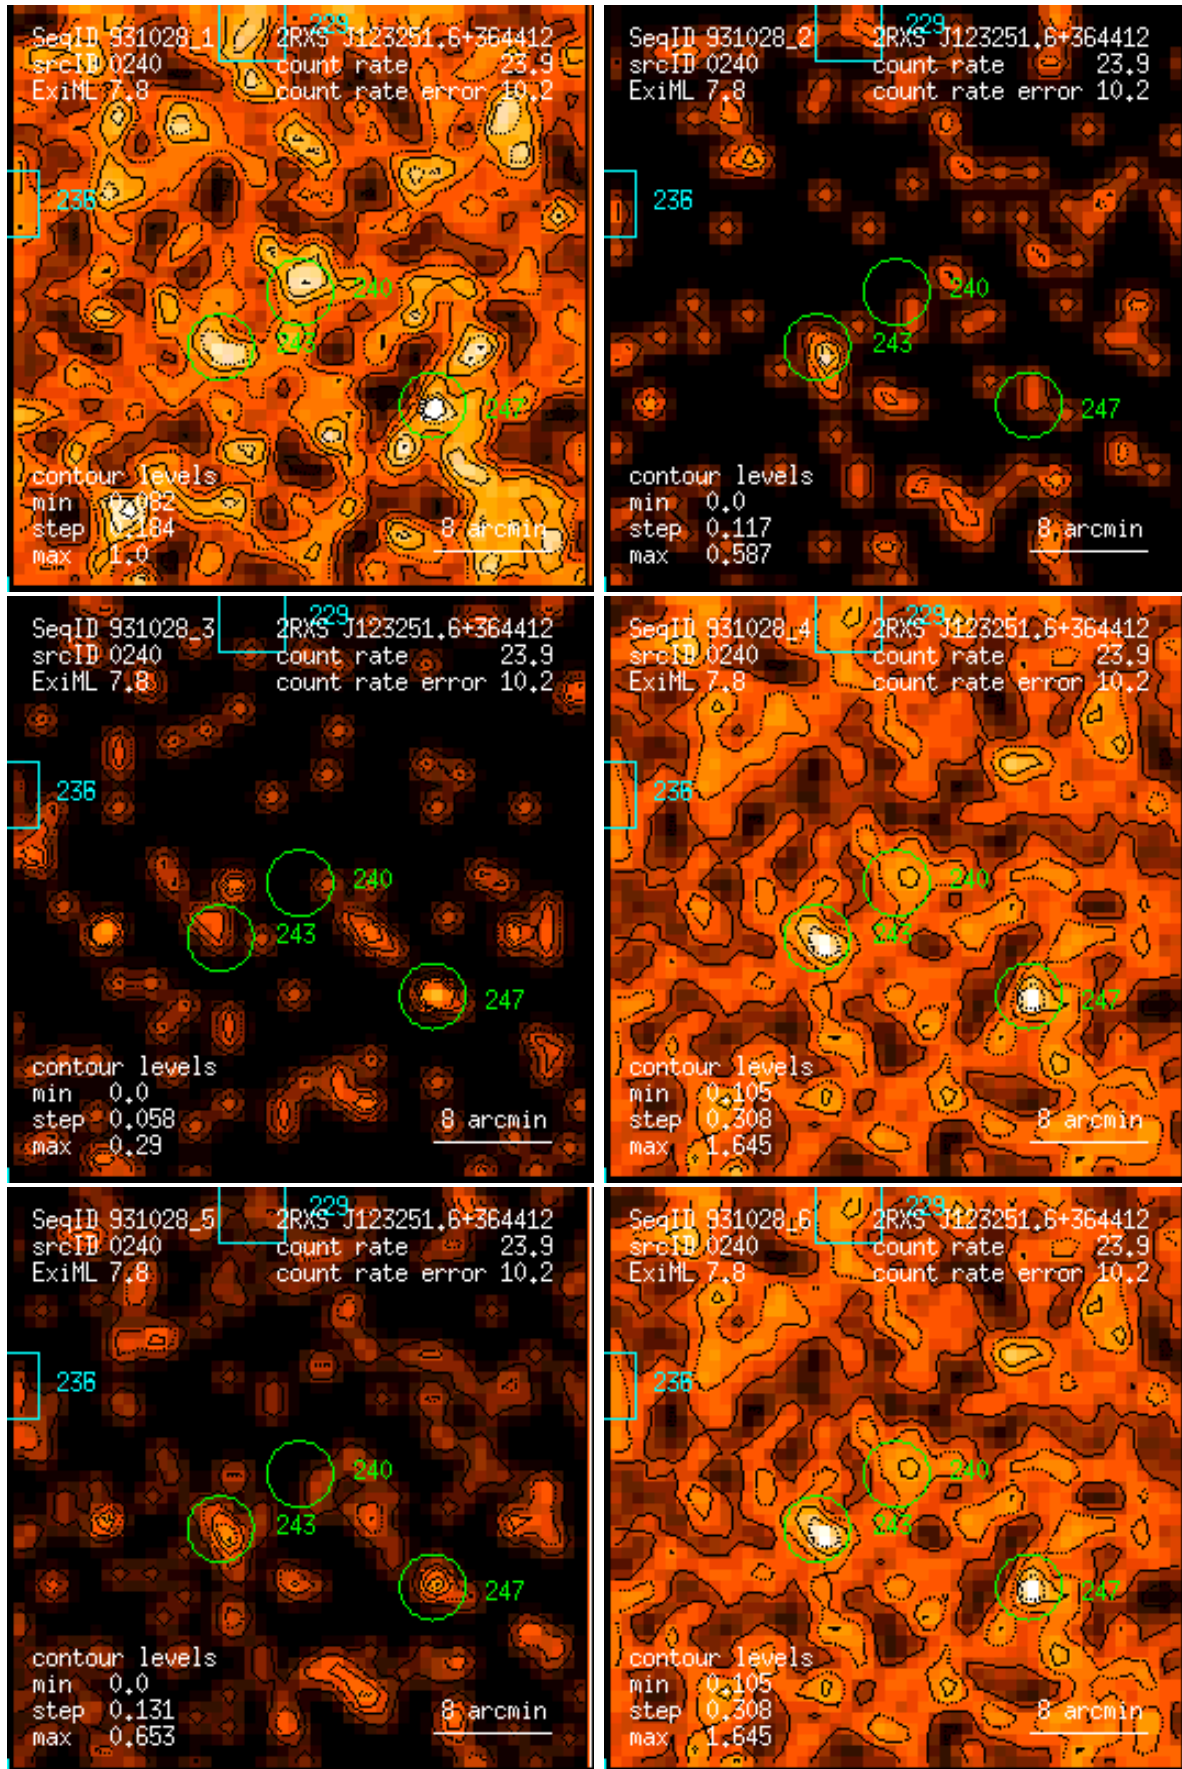 229
SeqID 931028_1 2RXS J123251.6+364412
srcID 0240 count rate 23.9
ExiML 7.8 count rate error 10.2
236
240
243
247
contour levels
min 0.082
step 0.184
max 1.0
8 arcmin
229
SeqID 931028_2 2RXS J123251.6+364412
srcID 0240 count rate 23.9
ExiML 7.8 count rate error 10.2
236
240
243
247
contour levels
min 0.0
step 0.117
max 0.587
8 arcmin
229
SeqID 931028_3 2RXS J123251.6+364412
srcID 0240 count rate 23.9
ExiML 7.8 count rate error 10.2
236
240
243
247
contour levels
min 0.0
step 0.058
max 0.29
8 arcmin
229
SeqID 931028_4 2RXS J123251.6+364412
srcID 0240 count rate 23.9
ExiML 7.8 count rate error 10.2
236
240
243
247
contour levels
min 0.105
step 0.308
max 1.645
8 arcmin
229
SeqID 931028_5 2RXS J123251.6+364412
srcID 0240 count rate 23.9
ExiML 7.8 count rate error 10.2
236
240
243
247
contour levels
min 0.0
step 0.131
max 0.653
8 arcmin
229
SeqID 931028_6 2RXS J123251.6+364412
srcID 0240 count rate 23.9
ExiML 7.8 count rate error 10.2
236
240
243
247
contour levels
min 0.105
step 0.308
max 1.645
8 arcmin